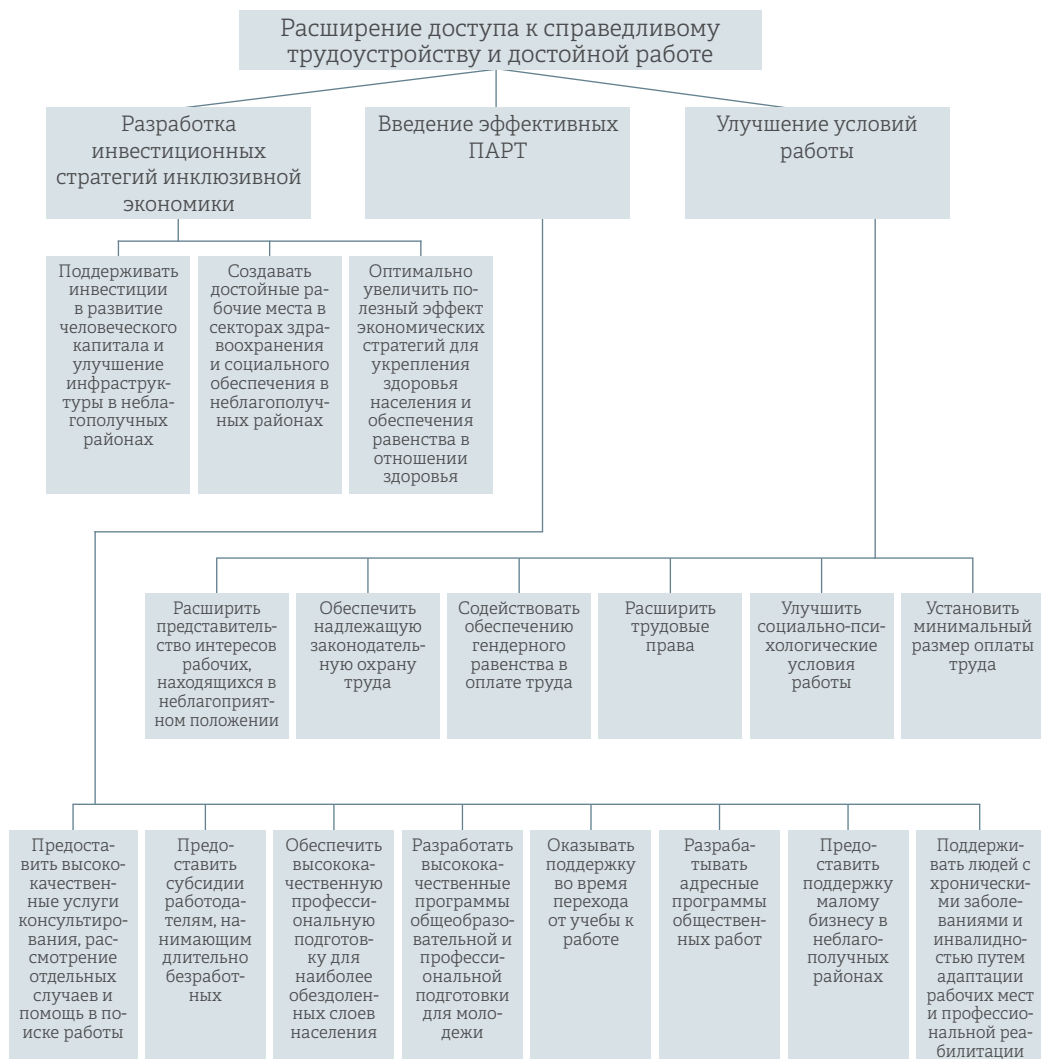 Расширение доступа к справедливому
трудоустройству и достойной работе
Разработка
инвестиционных
стратегий инклюзивной
экономики
Введение эффективных
ПАРТ
Улучшение условий
работы
Поддерживать
инвестиции
в развитие
человеческого
капитала и
улучшение
инфраструк-
туры в небла-
гополучных
районах
Создавать
достойные ра-
бочие места в
секторах здра-
воохранения
и социального
обеспечения в
неблагополуч-
ных районах
Оптимально
увеличить по-
лезный эффект
экономических
стратегий для
укрепления
здоровья
населения и
обеспечения
равенства в
отношении
здоровья
Расширить
представитель-
ство интересов
рабочих,
находящихся в
неблагоприят-
ном положении
Обеспечить
надлежащую
законодатель-
ную охрану
труда
Содействовать
обеспечению
гендерного
равенства в
оплате труда
Расширить
трудовые
права
Улучшить
социально-пси-
хологические
условия
работы
Установить
минимальный
размер оплаты
труда
Предоста-
вить высоко-
качествен-
ные услуги
консультиро-
вания, рас-
смотрение
отдельных
случаев и
помощь в по-
иске работы
Предо-
ставить
субсидии
работода-
телям, на-
нимающим
длительно
безработ-
ных
Обеспечить
высокока-
чественную
професси-
ональную
подготов-
ку для
наиболее
обездолен-
ных слоев
населения
Разработать
высокока-
чественные
программы
общеобразо-
вательной и
професси-
ональной
подготовки
для моло-
дежи
Оказывать
поддержку
во время
перехода
от учебы к
работе
Разраба-
тывать
адресные
программы
обществен-
ных работ
Предо-
ставить
поддержку
малому
бизнесу в
неблаго-
получных
районах
Поддержи-
вать людей с
хронически-
ми заболе-
ваниями и
инвалидно-
стью путем
адаптации
рабочих мест
и профессио-
нальной реа-
билитации